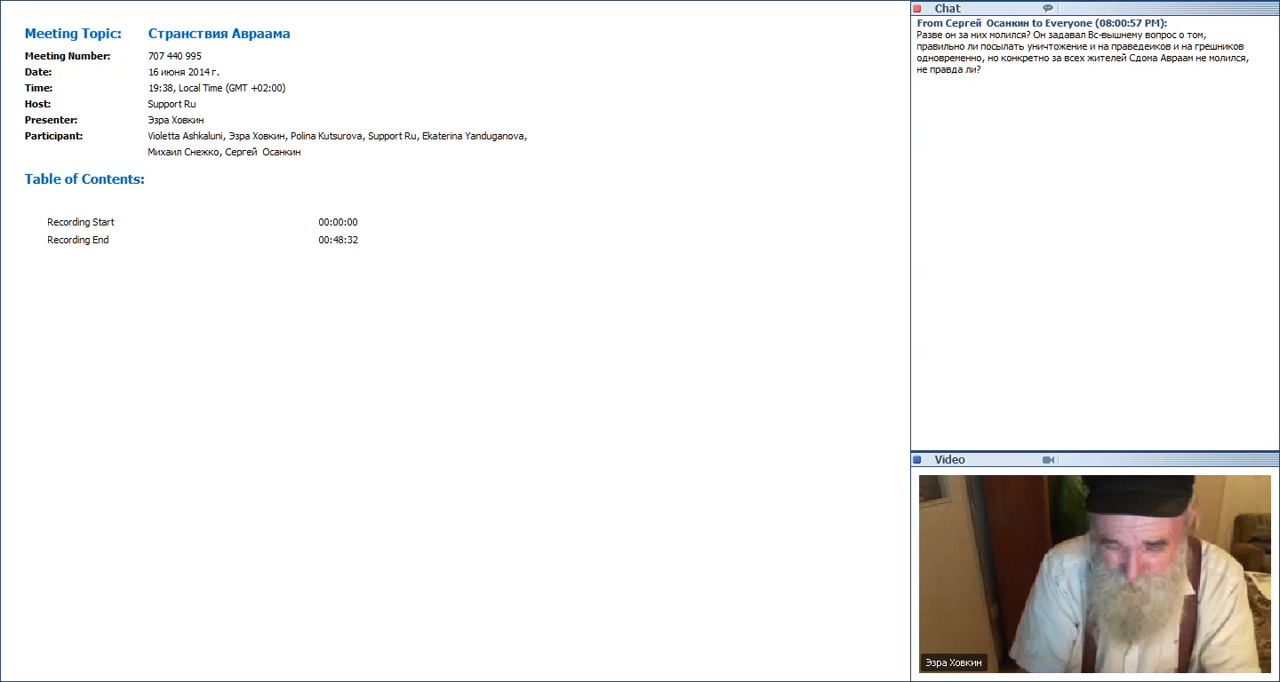 Meeting Topic: Странствия Авраама
Meeting Number: 707 440 995
Date: 16 июня 2014 г.
Time: 19:38, Local Time (GMT +02:00)
Host: Support Ru
Presenter: Эзра Ховкин
Participant: Violetta Ashkaluni, Эзра Ховкин, Polina Kutsurova, Support Ru, Ekaterina Yanduganova,
Михаил Снежко, Сергей Осанкин
Table of Contents:
Recording Start 00:00:00
Recording End 00:48:32
Chat
From Сергей Осанкин to Everyone (08:00:57 PM):
Разве он за них молился? Он задавал Вс-вышнему вопрос о том,
правильно ли посылать уничтожение и на праведеиков и на грешников
одновременно, но конкретно за всех жителей Сдома Авраам не молился,
не правда ли?
Video
Эзра Ховкин